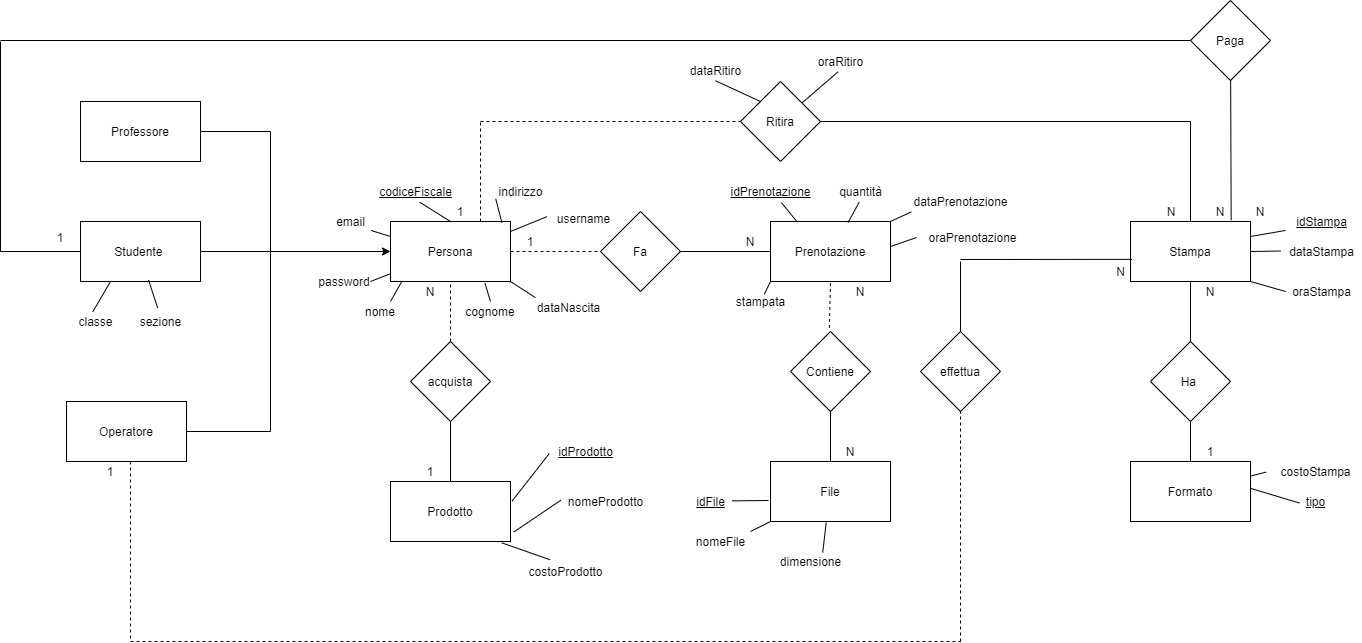 Paga
oraRitiro
dataRitiro
Ritira
Professore
codiceFiscale
indirizzo
idPrenotazione
quantità
dataPrenotazione
1
N
N
N
email
username
idStampa
1
1
N
oraPrenotazione
Studente
Persona
Fa
Prenotazione
Stampa
dataStampa
N
password
N
N
N
oraStampa
stampata
nome
cognome
dataNascita
classe
sezione
acquista
Contiene
effettua
Ha
Operatore
idProdotto
N
1
1
1
costoStampa
File
Formato
nomeProdotto
idFile
tipo
Prodotto
nomeFile
dimensione
costoProdotto